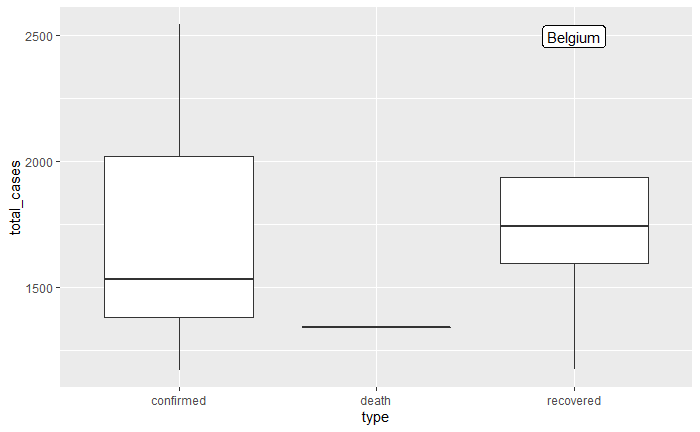 2500
Belgium
2000
1500
total_cases
confirmed
death
recovered
type